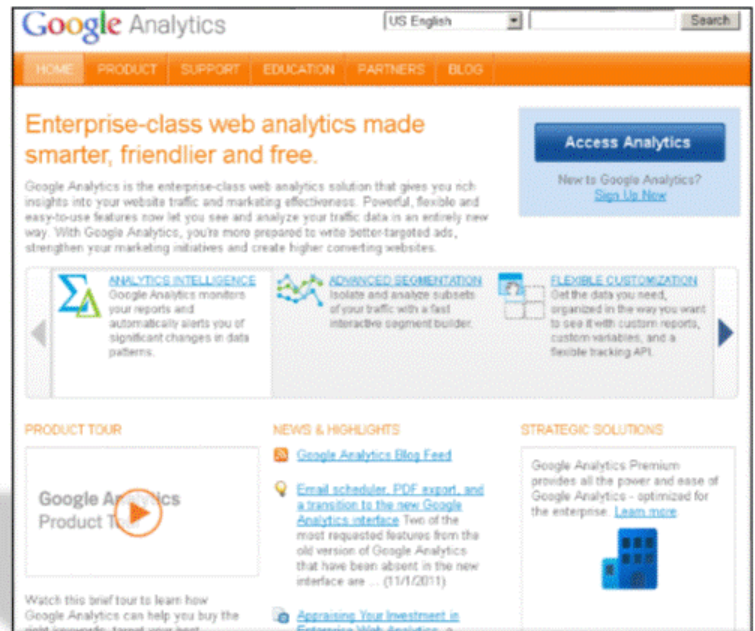 Google Analytics
US English
Search
HOME PRODUCT SUPPORT EDUCATION PARTNERS BLOG
Enterprise-class web analytics made
smarter, friendlier and free.
Google Analytics is the enterprise-class web analytics solution that gives you rich
insights into your website traffic and marketing effectiveness. Powerful, flexible and
easy-to-use features now let you see and analyze your traffic data in an entirely new
way. With Google Analytics, you're more prepared to write better-targeted ads,
strengthen your marketing initiatives and create higher converting websites.
Access Analytics
New to Google Analytics?
Sign Up Now
ANALYTICS INTELLIGENCE
Google Analytics monitors
your reports and
automatically alerts you of
significant changes in data
patterns.
ADVANCED SEGMENTATION
Isolate and analyze subsets
of your traffic with a fast
interactive segment builder.
FLEXIBLE CUSTOMIZATION
Get the data you need,
organized in the way you want
to see it with custom reports,
custom variables, and a
flexible tracking API.
PRODUCT TOUR
Google Analytics
Product
Watch this brief tour to learn how
Google Analytics can help you buy the
NEWS & HIGHLIGHTS
Google Analytics Blog Feed
Email scheduler, PDF export, and
a transition to the new Google
Analytics interface Two of the
most requested features from the
old version of Google Analytics
that have been absent in the new
interface are ... (11/1/2011)
Appraising Your Investment in
STRATEGIC SOLUTIONS
Google Analytics Premium
provides all the power and ease of
Google Analytics - optimized for
the enterprise. Learn more